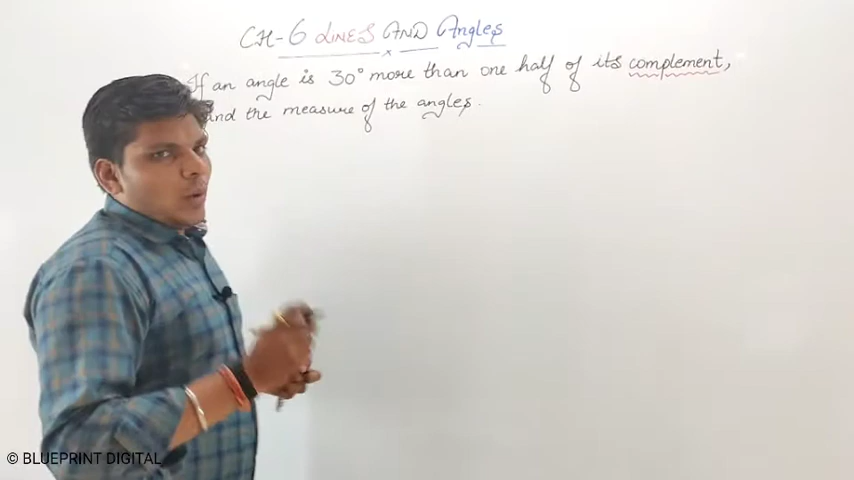 CH-6 LINES AND Angles
If an angle is 30° more than one half of its complement,
find the measure of the angles.
© BLUEPRINT DIGITAL